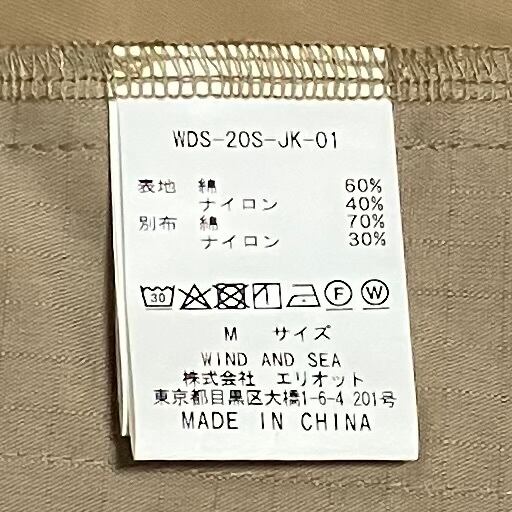 WDS-20S-JK-01
表地 綿 60%
ナイロン 40%
別布 綿 70%
ナイロン 30%
30 F W
M サイズ
WIND AND SEA
株式会社 エリオット
東京都目黒区大橋1-6-4 201号
MADE IN CHINA